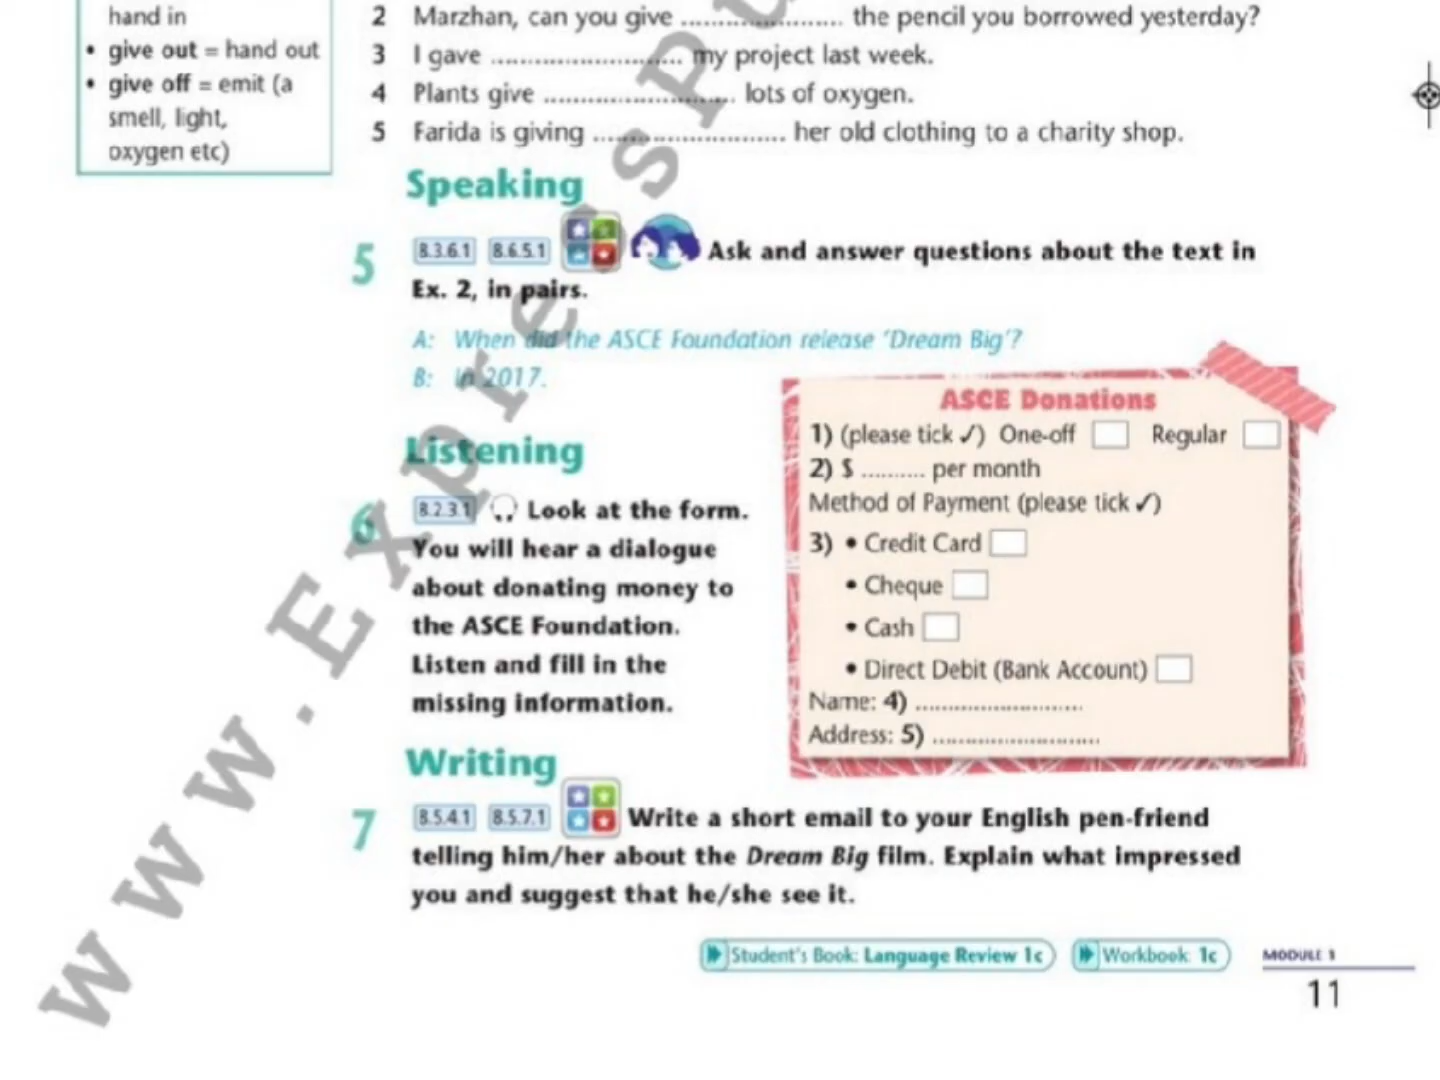 hand in
• give out = hand out
• give off = emit (a
smell, light,
oxygen etc)
2 Marzhan, can you give ........................ the pencil you borrowed yesterday?
3 I gave ............................ my project last week.
4 Plants give ............................ lots of oxygen.
5 Farida is giving ............................ her old clothing to a charity shop.
Speaking
5 8.3.6.1 8.6.5.1 Ask and answer questions about the text in
Ex. 2, in pairs.
A: When did the ASCE Foundation release 'Dream Big'?
B: In 2017.
Listening
6 8.2.3.1 Look at the form.
You will hear a dialogue
about donating money to
the ASCE Foundation.
Listen and fill in the
missing information.
ASCE Donations
1) (please tick ✓) One-off Regular
2) $ .......... per month
Method of Payment (please tick ✓)
3) • Credit Card
• Cheque
• Cash
• Direct Debit (Bank Account)
Name: 4) ..........................
Address: 5) ..........................
Writing
7 8.5.4.1 8.5.7.1 Write a short email to your English pen-friend
telling him/her about the Dream Big film. Explain what impressed
you and suggest that he/she see it.
Student's Book: Language Review 1c Workbook 1c MODULE 1
11
www.ExpressPu